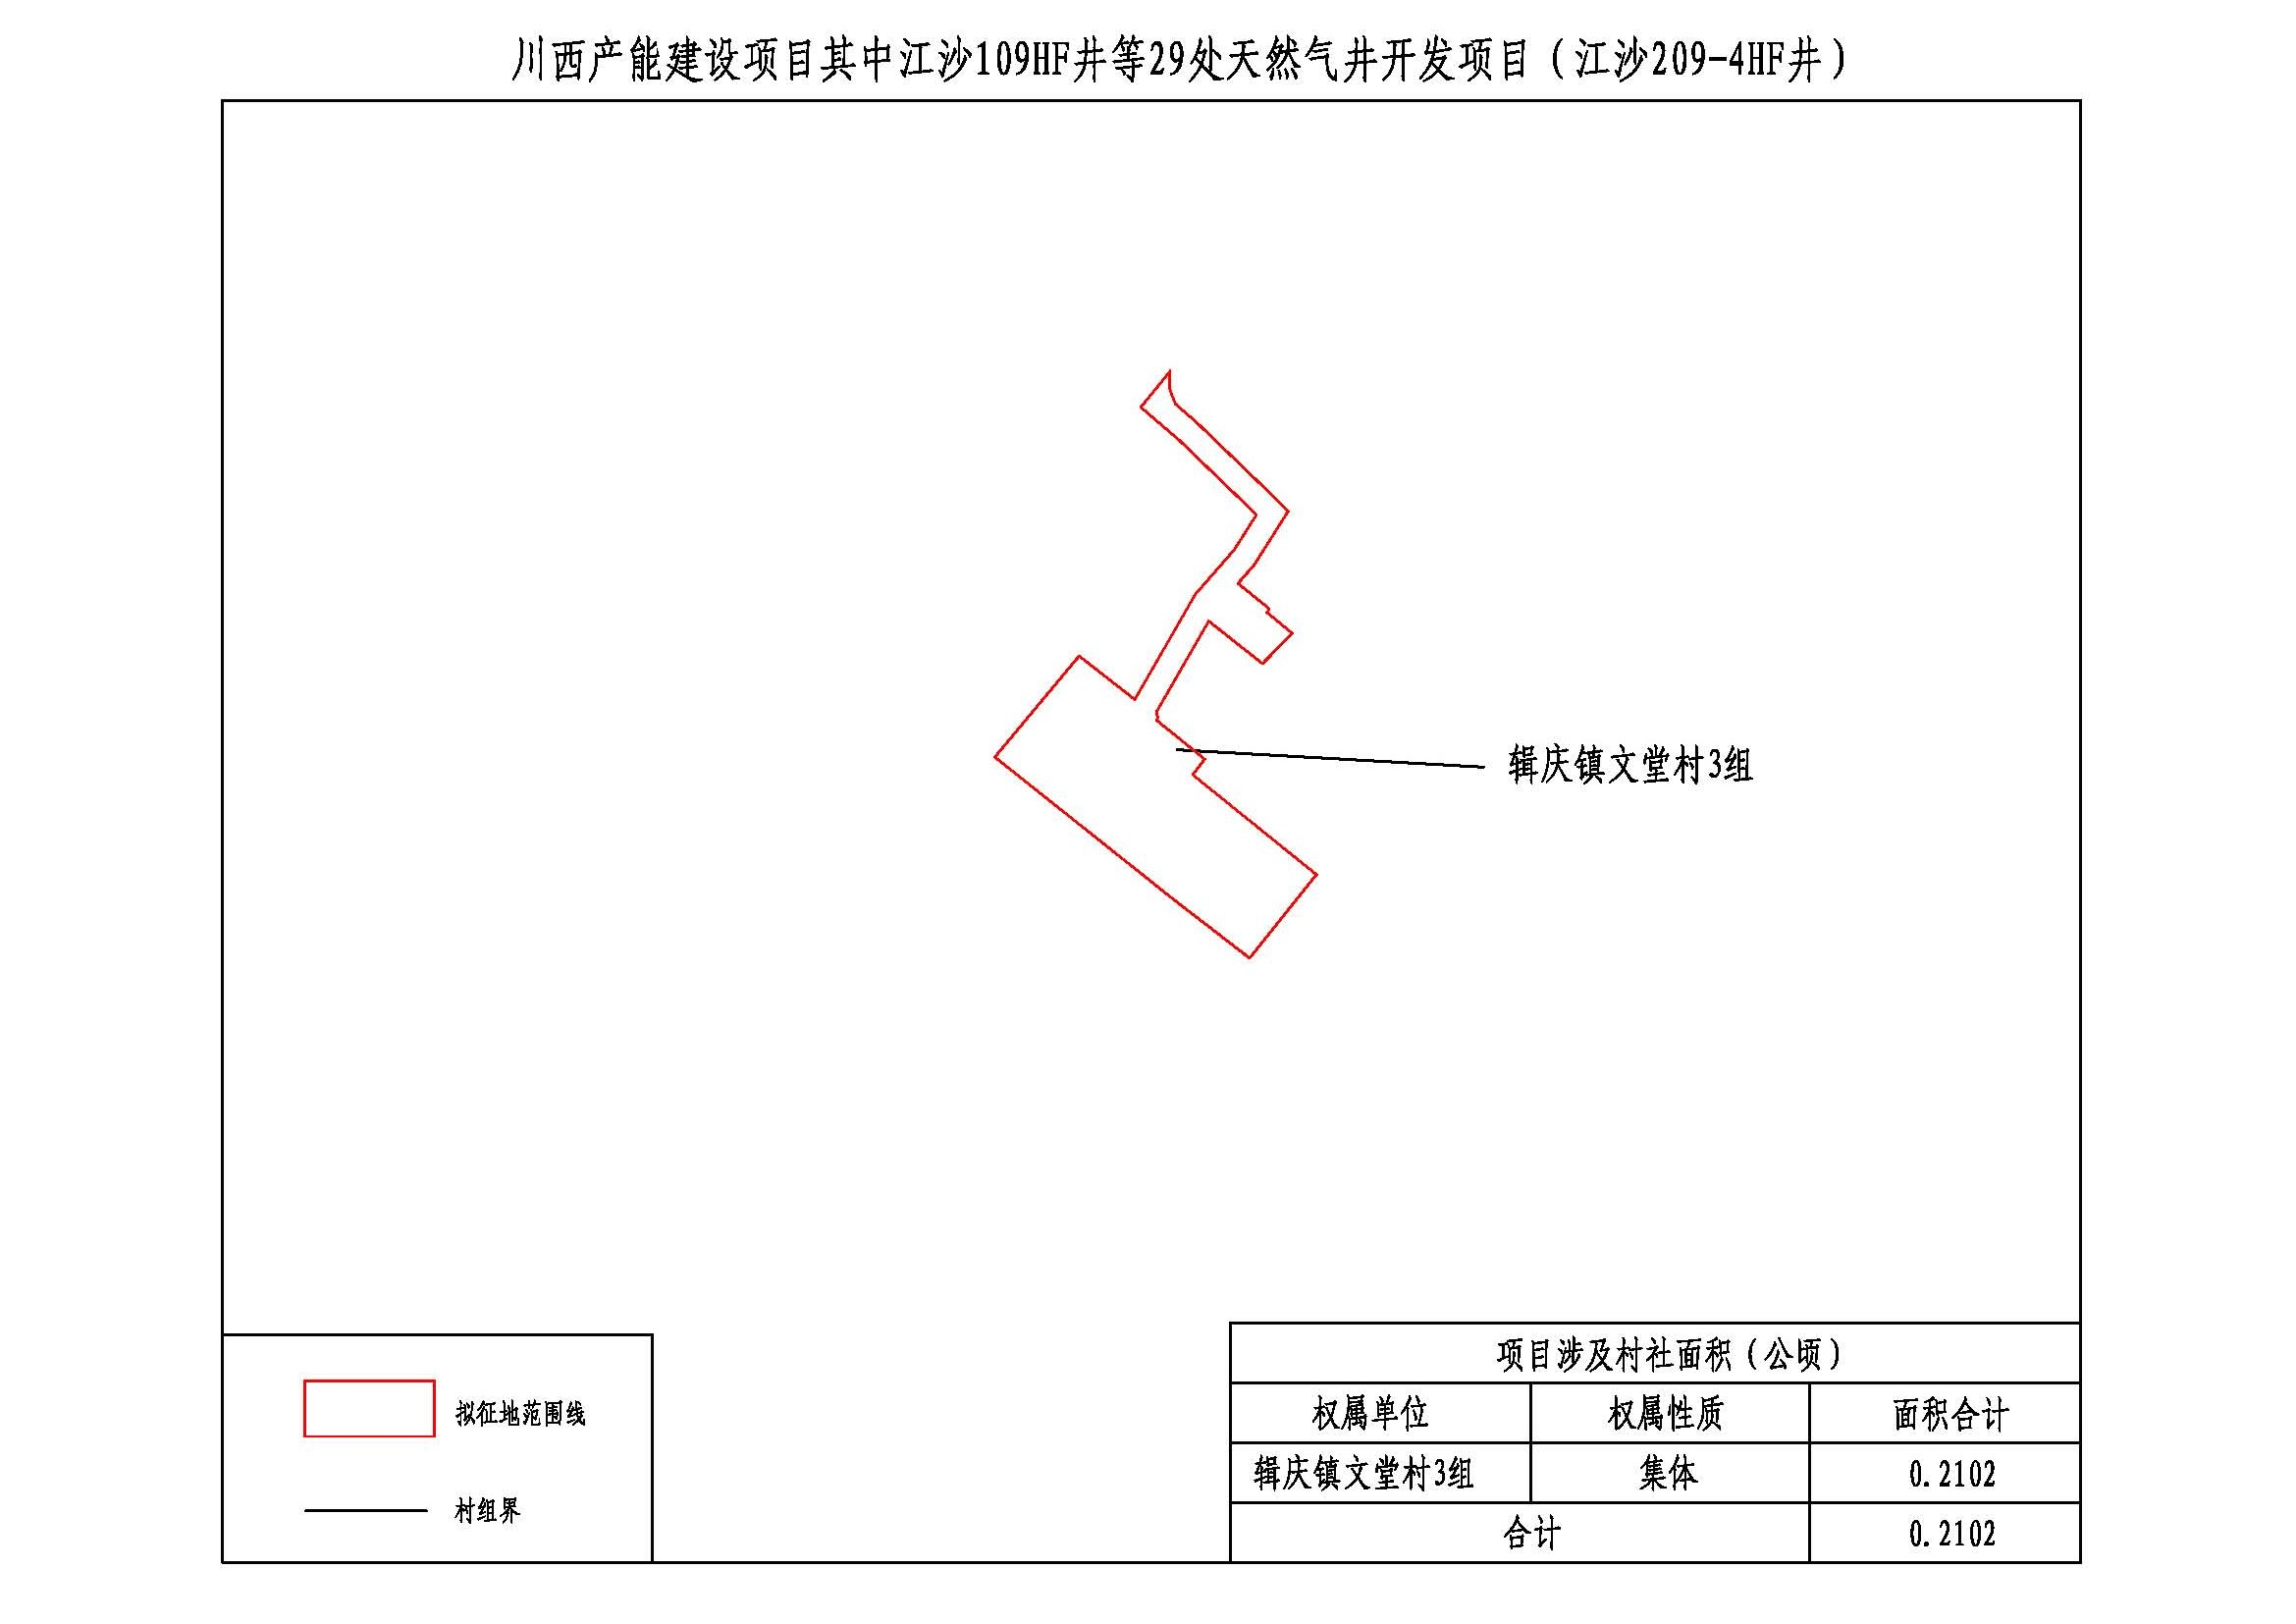 川西产能建设项目其中江沙109HF井等29处天然气井开发项目（江沙209-4HF井）
辑庆镇文堂村3组
拟征地范围线
村组界
项目涉及村社面积（公顷）
权属单位 权属性质 面积合计
辑庆镇文堂村3组 集体 0.2102
合计 0.2102